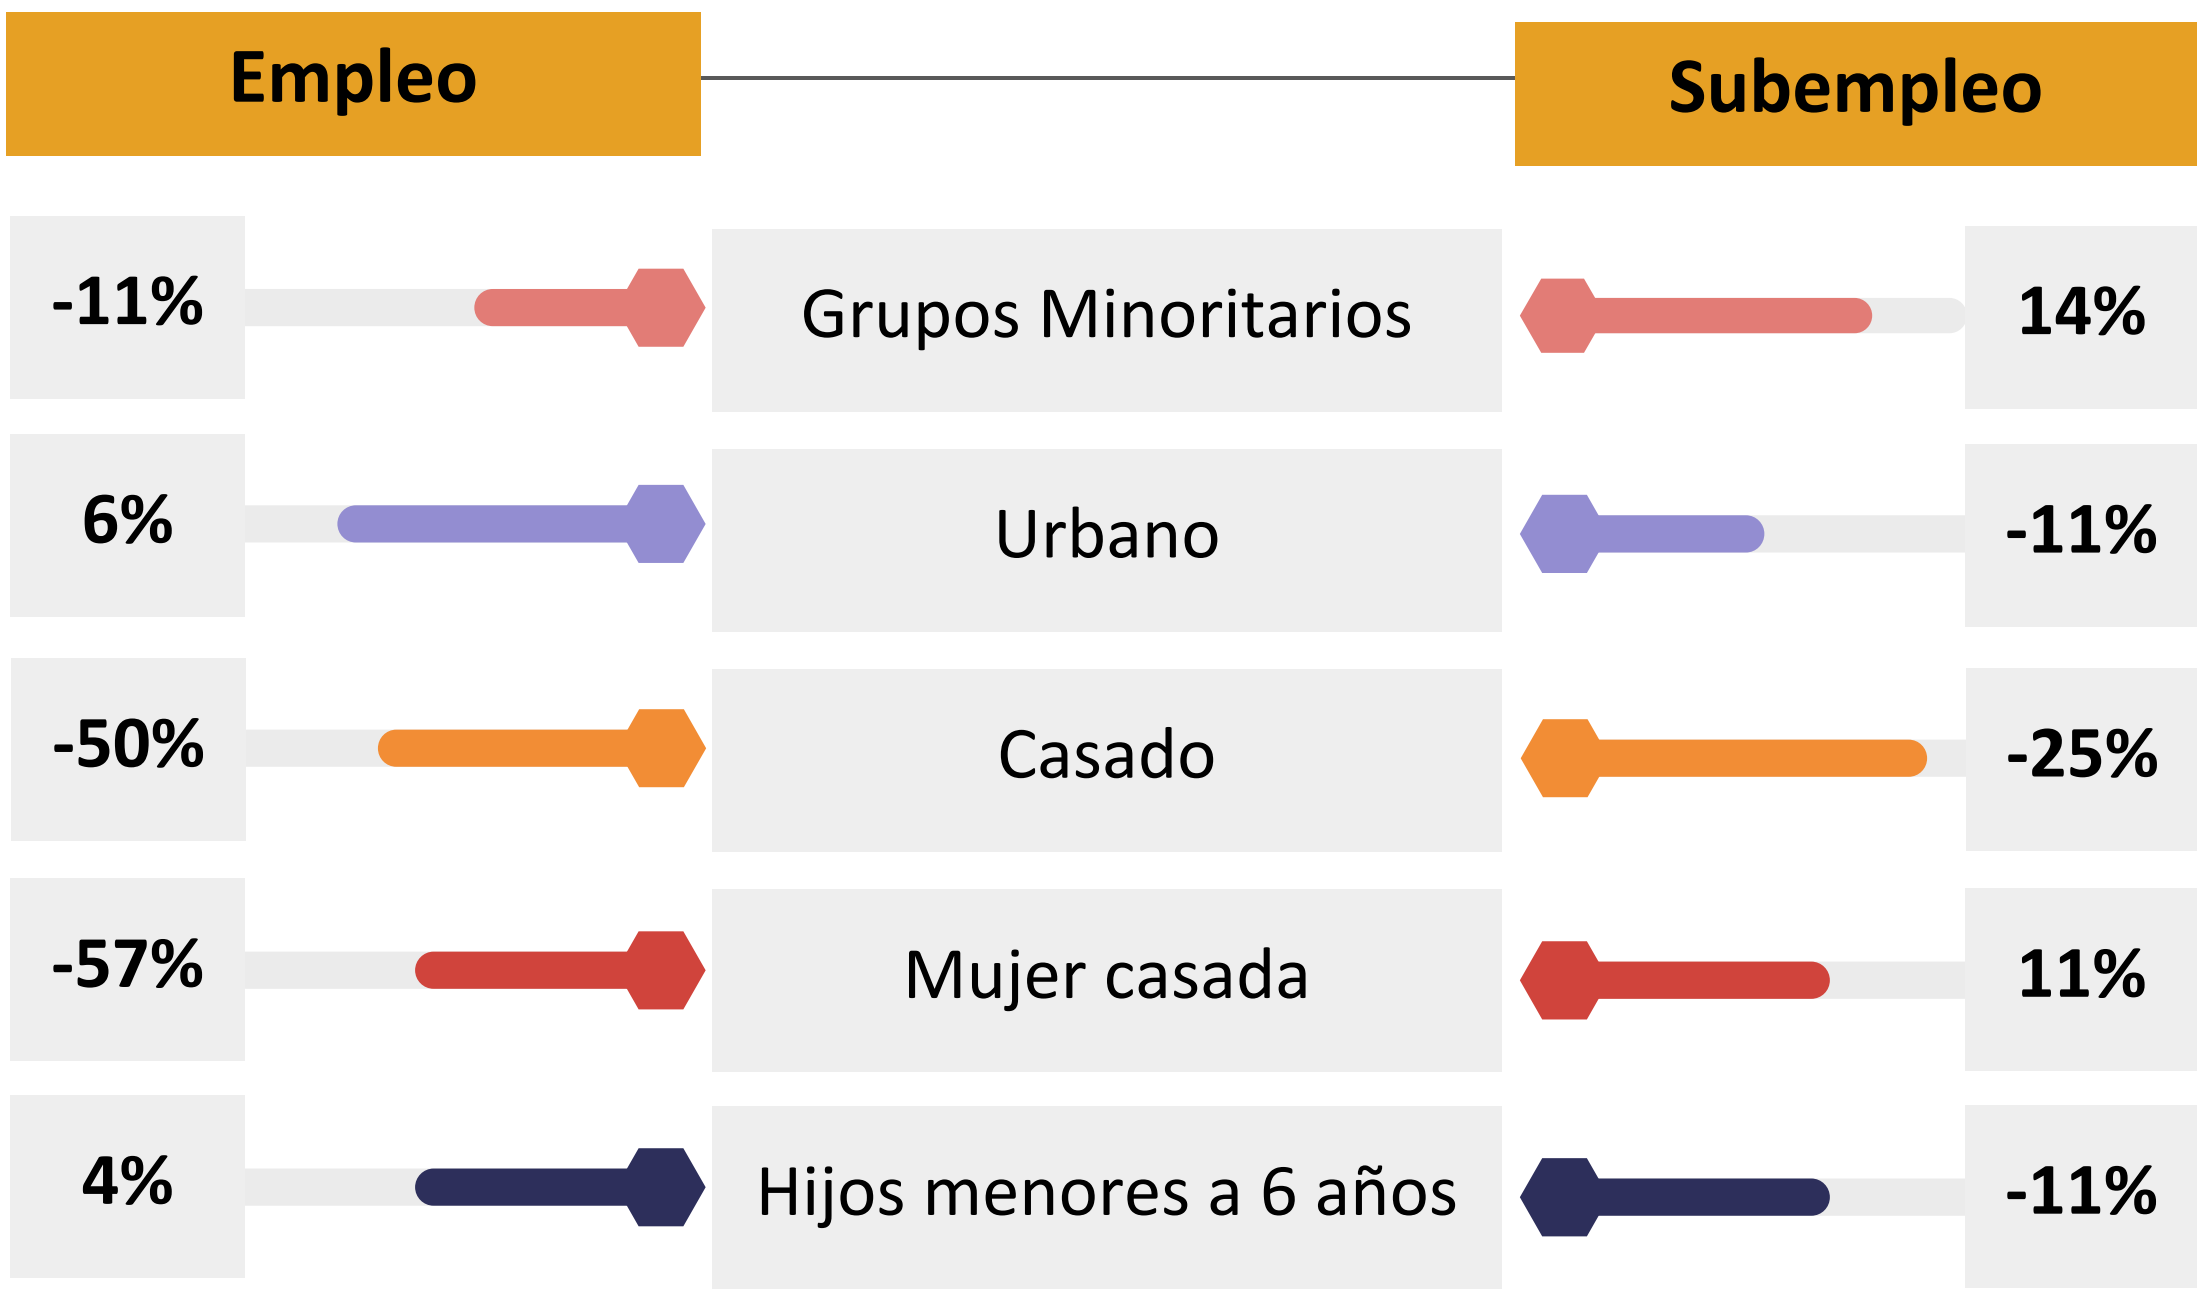 Empleo
Subempleo
-11%
Grupos Minoritarios
14%
6%
Urbano
-11%
-50%
Casado
-25%
-57%
Mujer casada
11%
4%
Hijos menores a 6 años
-11%